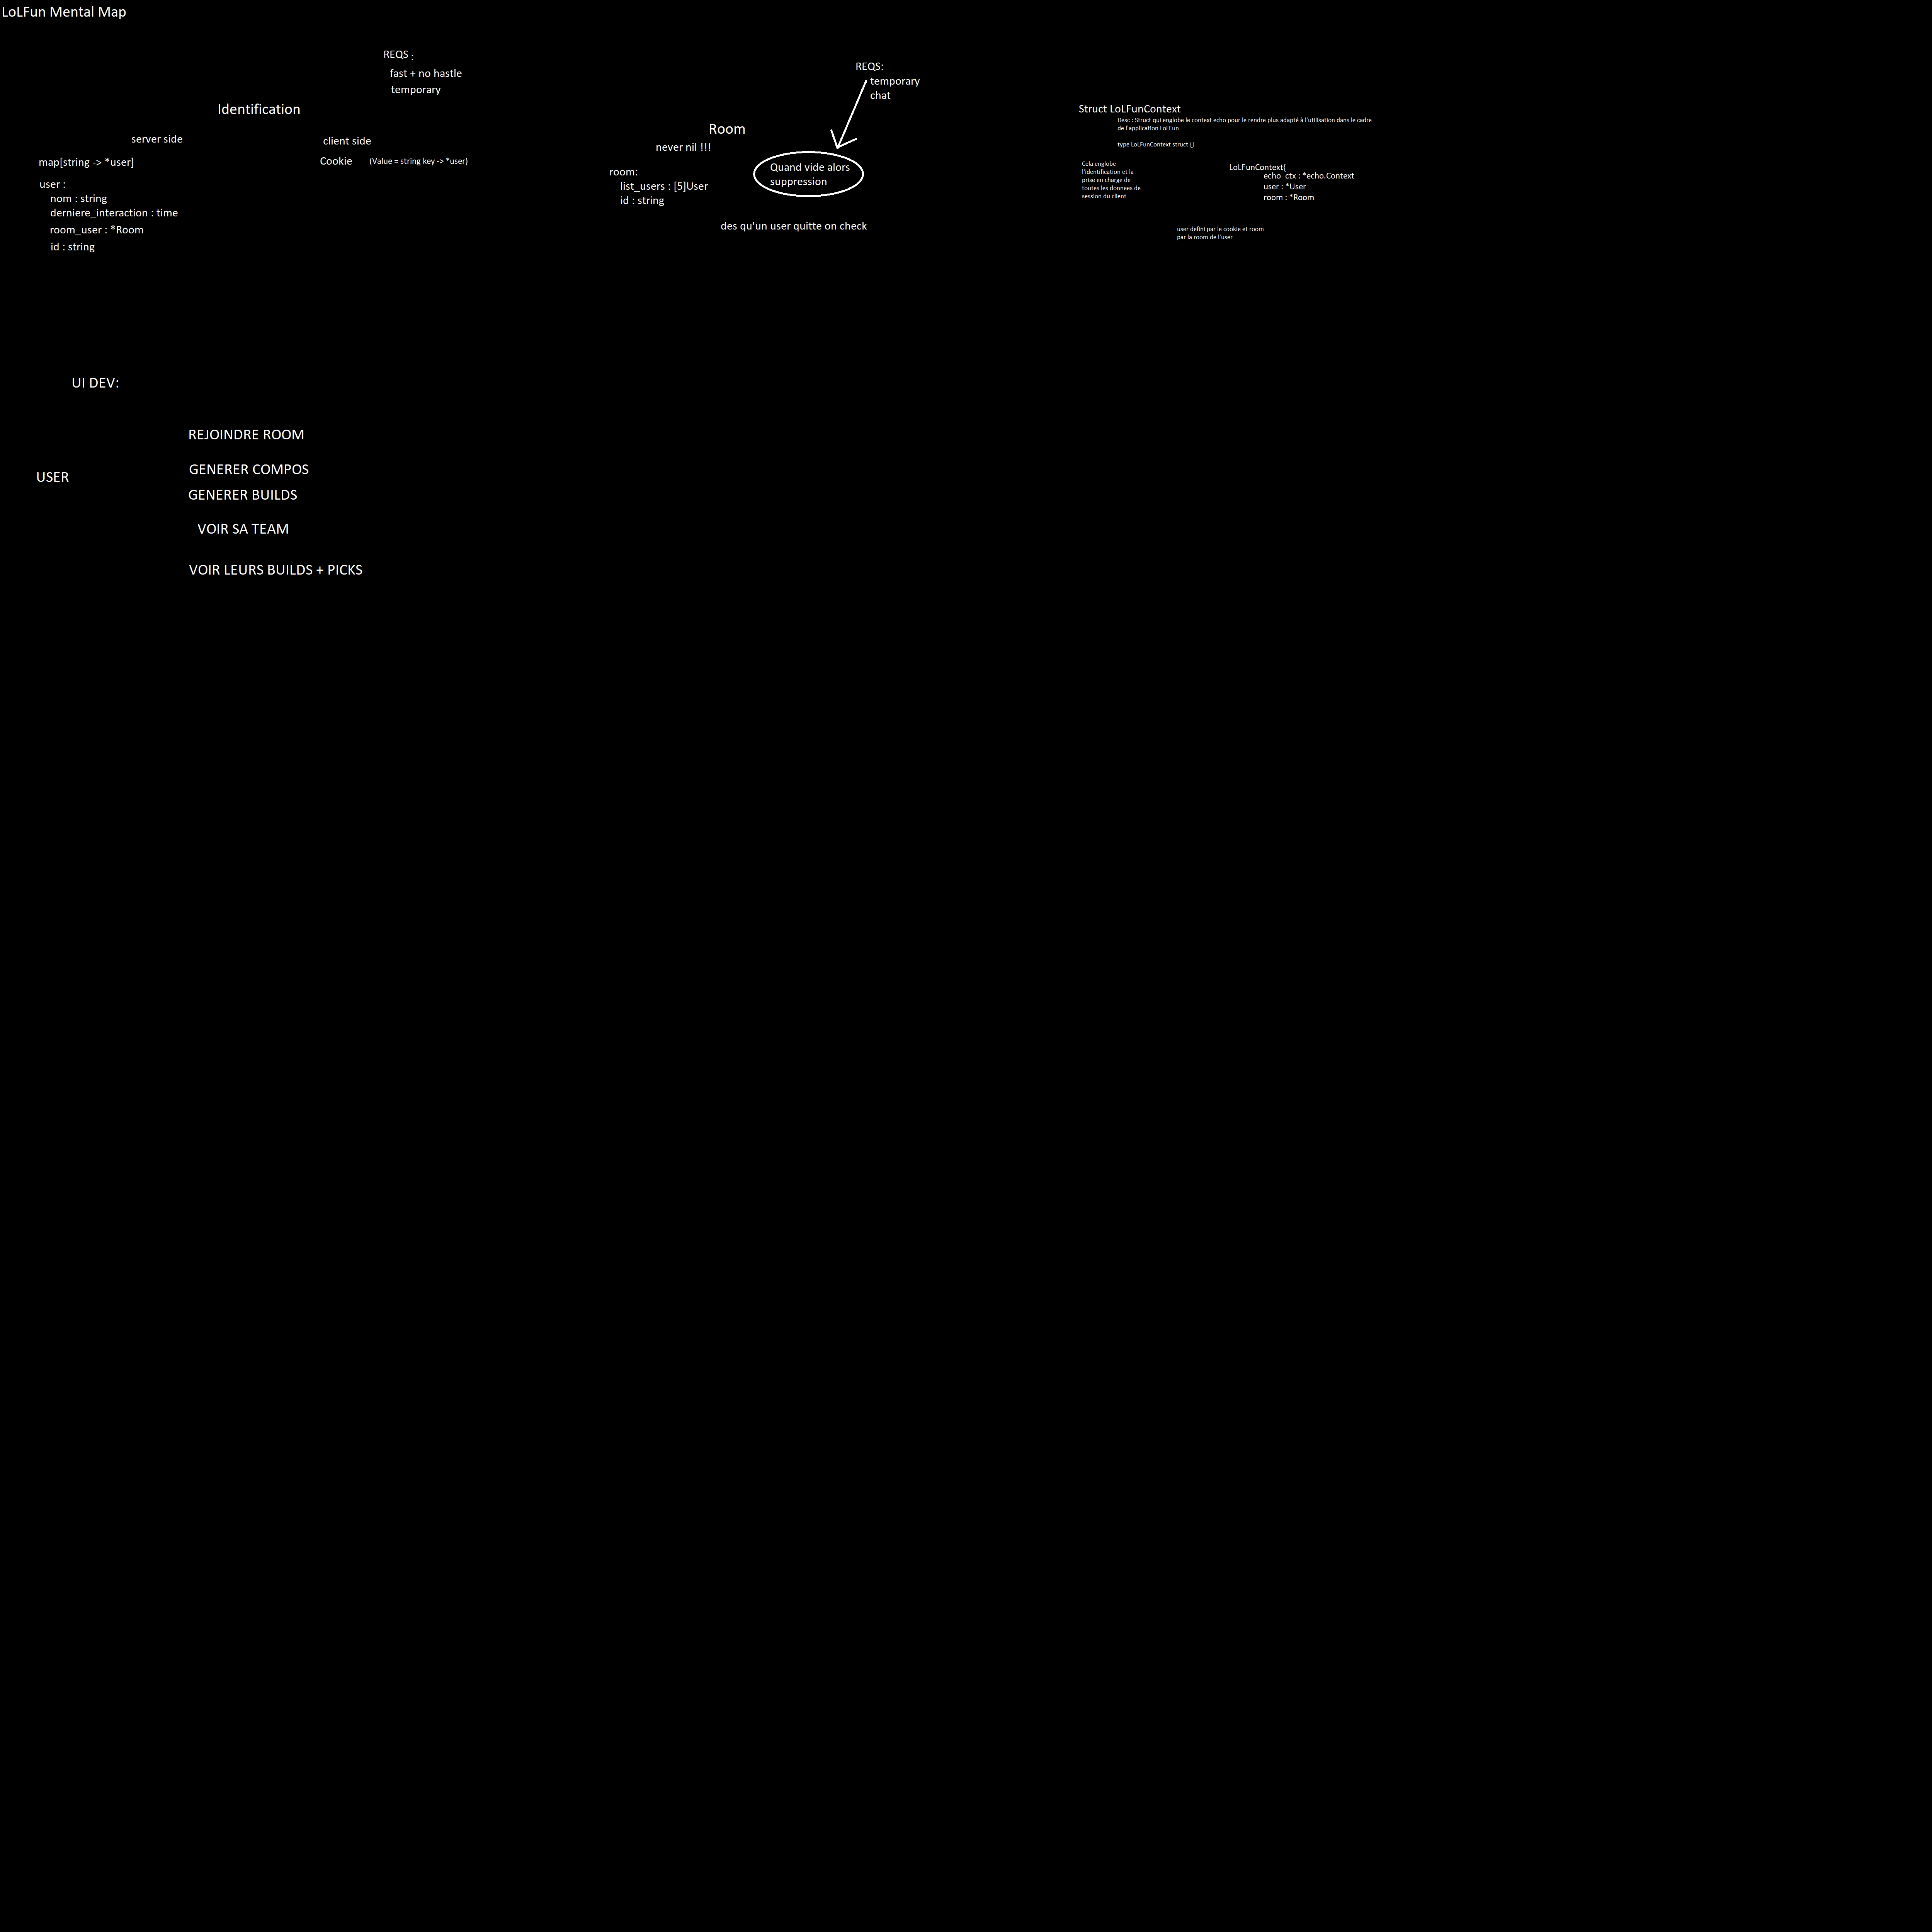 LoLFun Mental Map
REQS :
fast + no hastle
temporary
Identification
server side
client side
map[string -> *user]
Cookie (Value = string key -> *user)
user :
nom : string
derniere_interaction : time
room_user : *Room
id : string
REQS:
temporary
chat
Room
never nil !!!
Quand vide alors
suppression
room:
list_users : [5]User
id : string
des qu'un user quitte on check
Struct LoLFunContext
Desc : Struct qui englobe le context echo pour le rendre plus adapté à l'utilisation dans le cadre
de l'application LoLFun
type LoLFunContext struct {}
Cela englobe
l'identification et la
prise en charge de
toutes les donnees de
session du client
LoLFunContext{
echo_ctx : *echo.Context
user : *User
room : *Room
user defini par le cookie et room
par la room de l'user
UI DEV:
USER
REJOINDRE ROOM
GENERER COMPOS
GENERER BUILDS
VOIR SA TEAM
VOIR LEURS BUILDS + PICKS